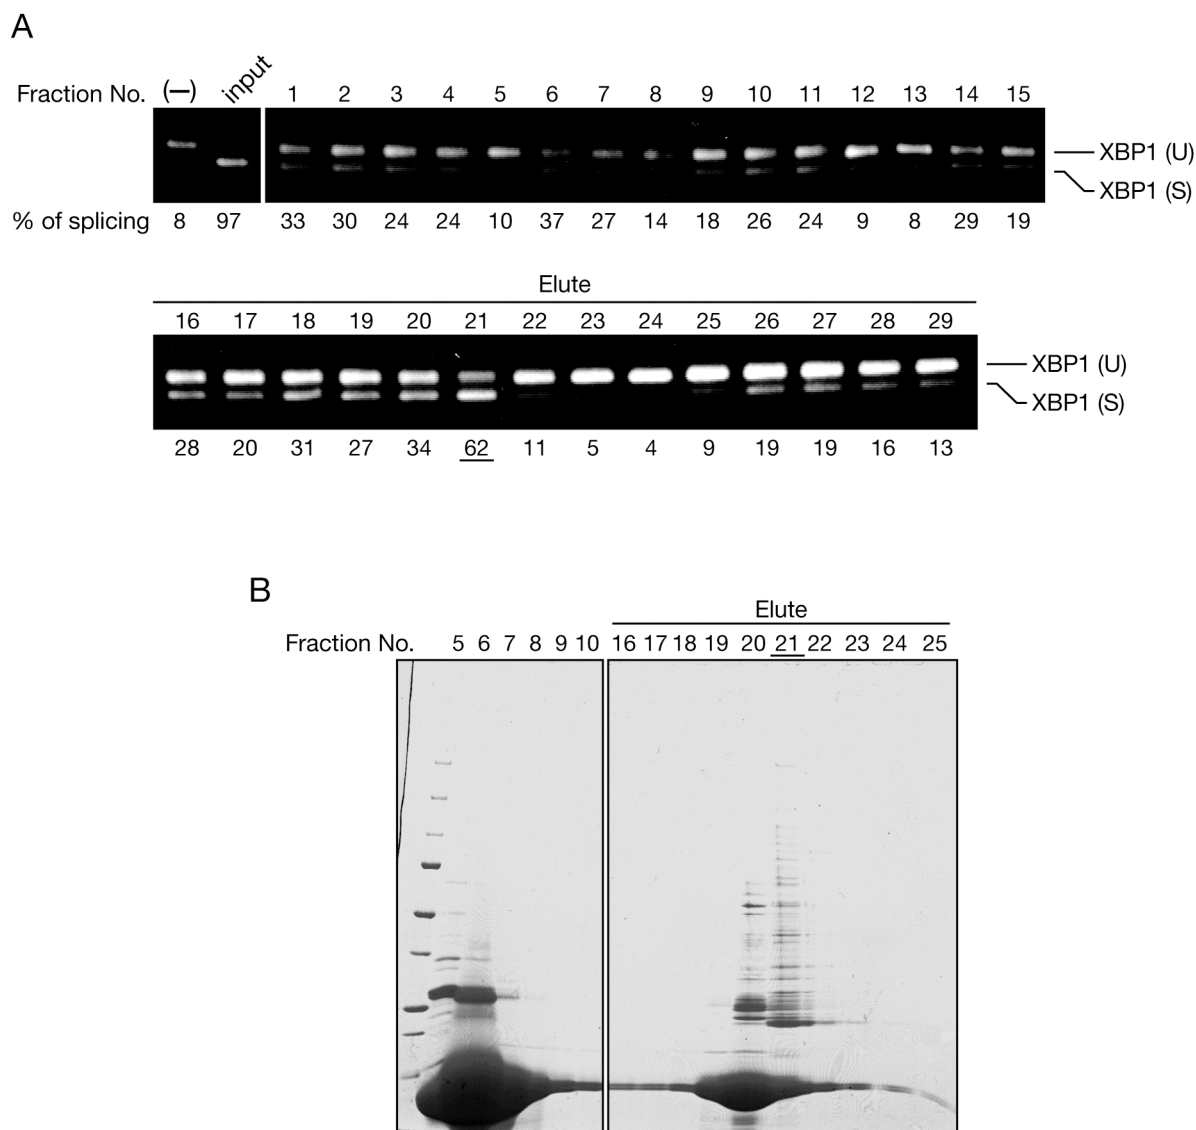 A
Fraction No. (—) input 1 2 3 4 5 6 7 8 9 10 11 12 13 14 15
XBP1 (U)
XBP1 (S)
% of splicing 8 97 33 30 24 24 10 37 27 14 18 26 24 9 8 29 19
Elute
16 17 18 19 20 21 22 23 24 25 26 27 28 29
XBP1 (U)
XBP1 (S)
28 20 31 27 34 62 11 5 4 9 19 19 16 13
B
Elute
Fraction No. 5 6 7 8 9 10 16 17 18 19 20 21 22 23 24 25